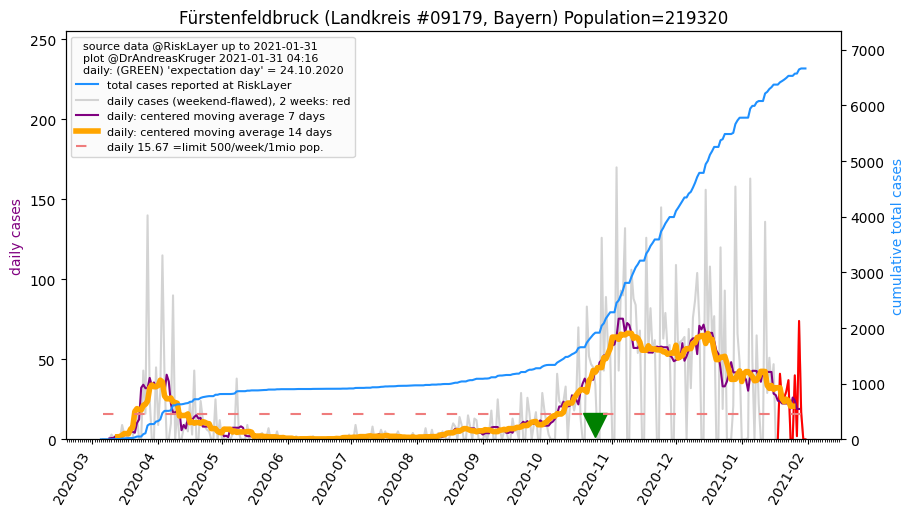 Fürstenfeldbruck (Landkreis #09179, Bayern) Population=219320
source data @RiskLayer up to 2021-01-31
plot @DrAndreasKruger 2021-01-31 04:16
daily: (GREEN) 'expectation day' = 24.10.2020
total cases reported at RiskLayer
daily cases (weekend-flawed), 2 weeks: red
daily: centered moving average 7 days
daily: centered moving average 14 days
daily 15.67 =limit 500/week/1mio pop.
daily cases
250
200
150
100
50
0
cumulative total cases
7000
6000
5000
4000
3000
2000
1000
0
2020-03
2020-04
2020-05
2020-06
2020-07
2020-08
2020-09
2020-10
2020-11
2020-12
2021-01
2021-02